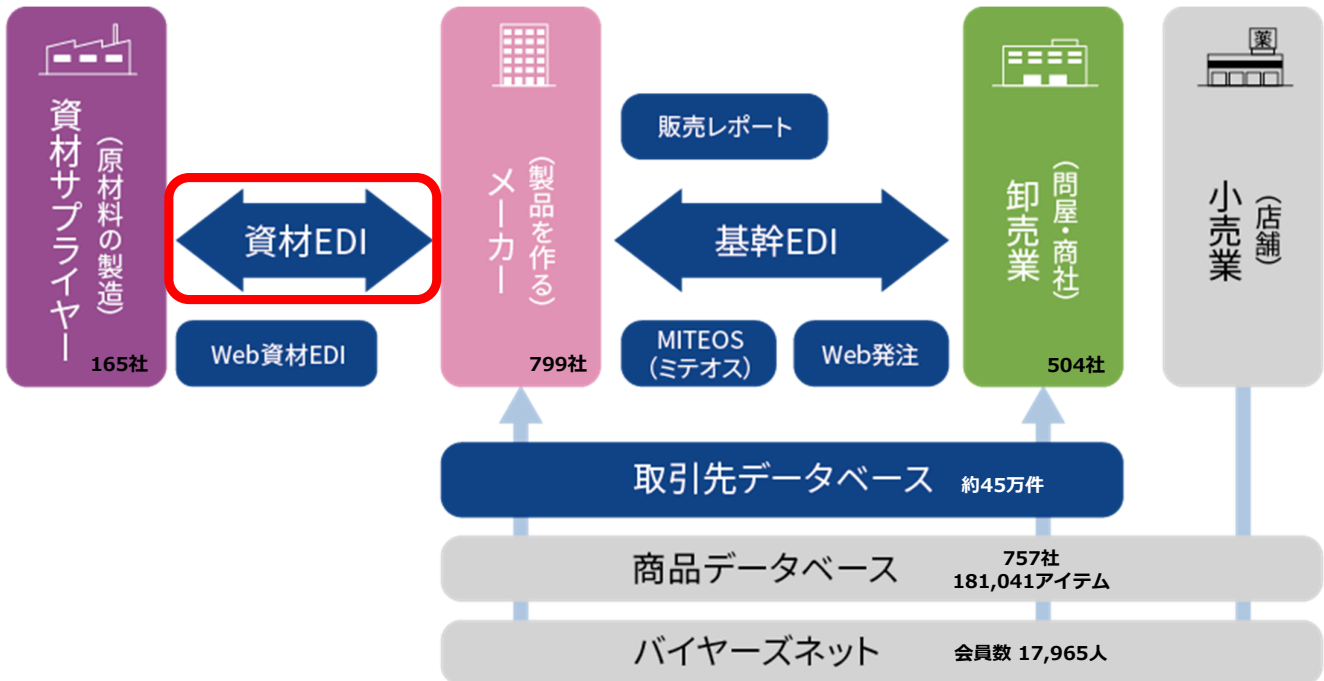 資材サプライヤー
（原材料の製造）
165社
資材EDI
Web資材EDI
メーカー
（製品を作る）
799社
販売レポート
基幹EDI
MITEOS
（ミテオス）
Web発注
卸売業
（問屋・商社）
504社
薬
小売業
（店舗）
取引先データベース 約45万件
商品データベース
757社
181,041アイテム
バイヤーズネット 会員数 17,965人